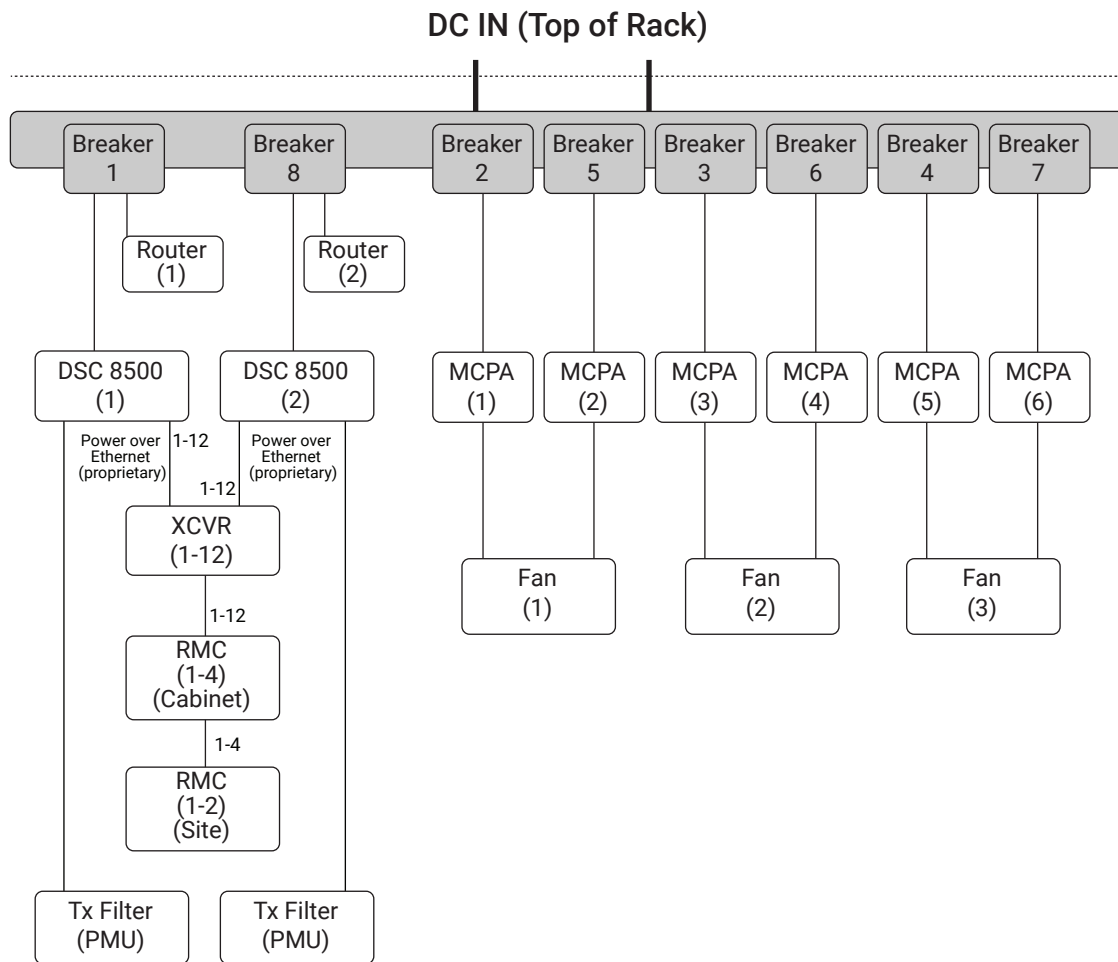 DC IN (Top of Rack)
Breaker
1
Breaker
8
Breaker
2
Breaker
5
Breaker
3
Breaker
6
Breaker
4
Breaker
7
Router
(1)
Router
(2)
DSC 8500
(1)
DSC 8500
(2)
MCPA
(1)
MCPA
(2)
MCPA
(3)
MCPA
(4)
MCPA
(5)
MCPA
(6)
Power over
Ethernet
(proprietary)
1-12
Power over
Ethernet
(proprietary)
1-12
XCVR
(1-12)
Fan
(1)
Fan
(2)
Fan
(3)
1-12
RMC
(1-4)
(Cabinet)
1-4
RMC
(1-2)
(Site)
Tx Filter
(PMU)
Tx Filter
(PMU)